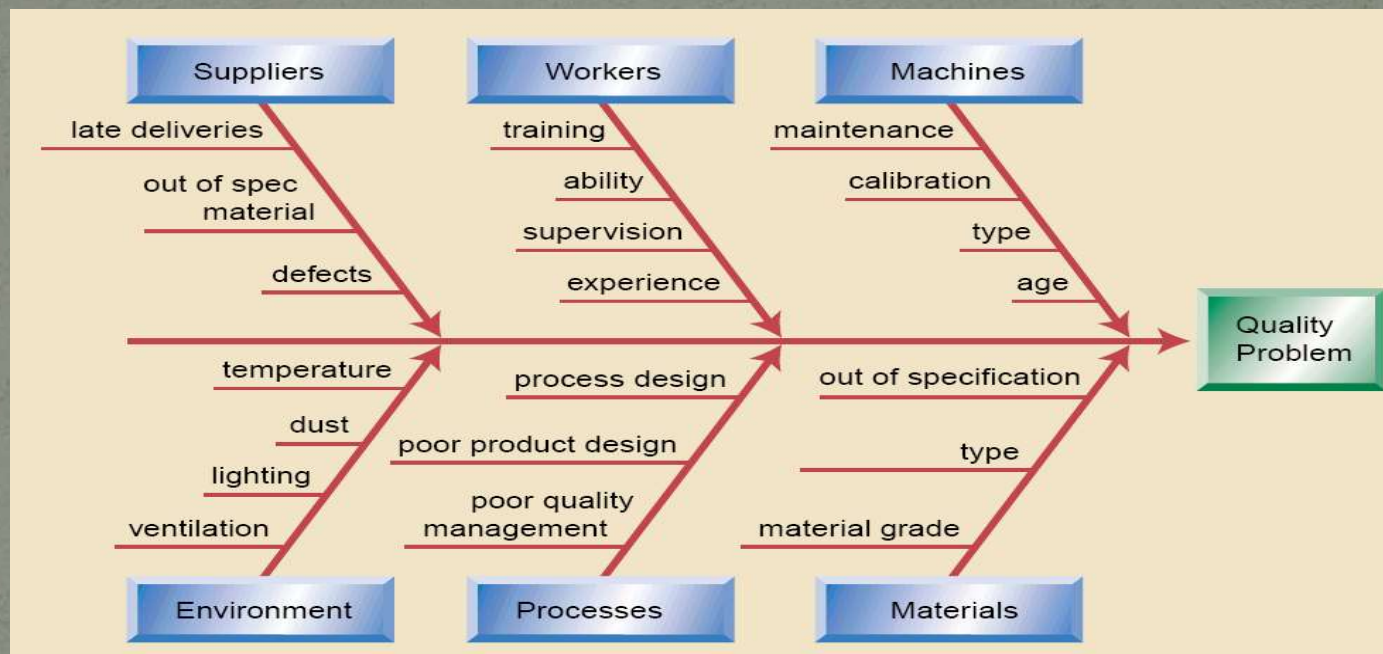 Suppliers
Workers
Machines
late deliveries
out of spec
material
defects
training
ability
supervision
experience
maintenance
calibration
type
age
Quality
Problem
temperature
dust
lighting
ventilation
process design
poor product design
poor quality
management
out of specification
type
material grade
Environment
Processes
Materials